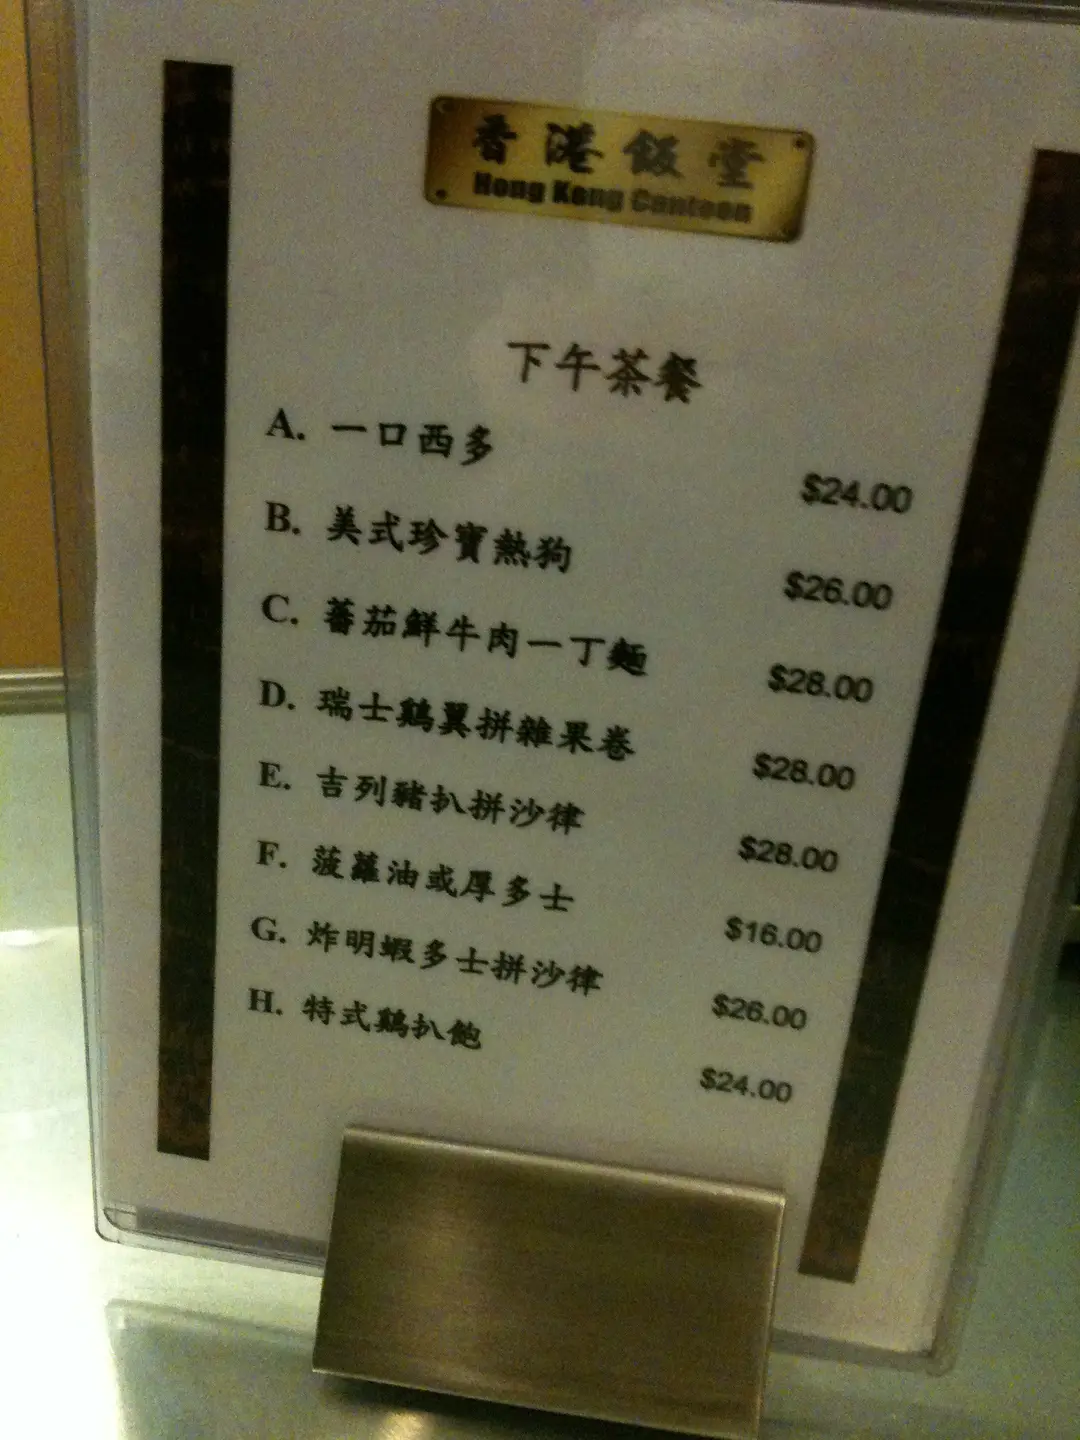 香港飯堂
Hong Kong Canteen
下午茶餐
A. 一口西多 $24.00
B. 美式珍寶熱狗 $26.00
C. 蕃茄鮮牛肉一丁麵 $28.00
D. 瑞士鷄翼拼雜果卷 $28.00
E. 吉列豬扒拼沙律 $28.00
F. 菠蘿油或厚多士 $16.00
G. 炸明蝦多士拼沙律 $26.00
H. 特式鷄扒飽 $24.00